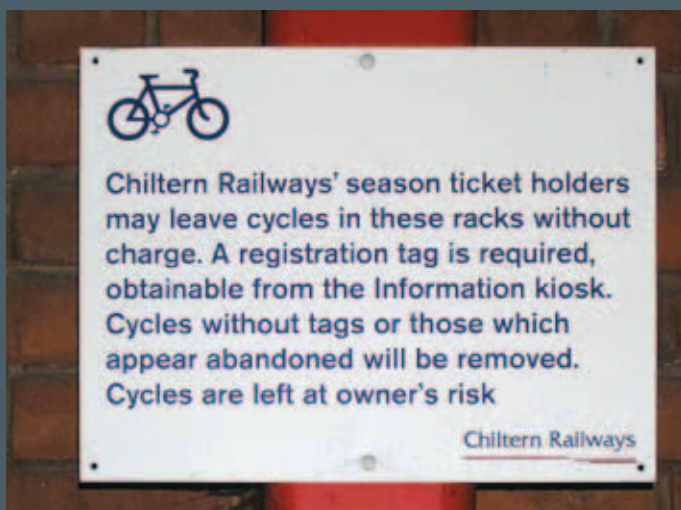 Chiltern Railways' season ticket holders
may leave cycles in these racks without
charge. A registration tag is required,
obtainable from the Information kiosk.
Cycles without tags or those which
appear abandoned will be removed.
Cycles are left at owner's risk
Chiltern Railways